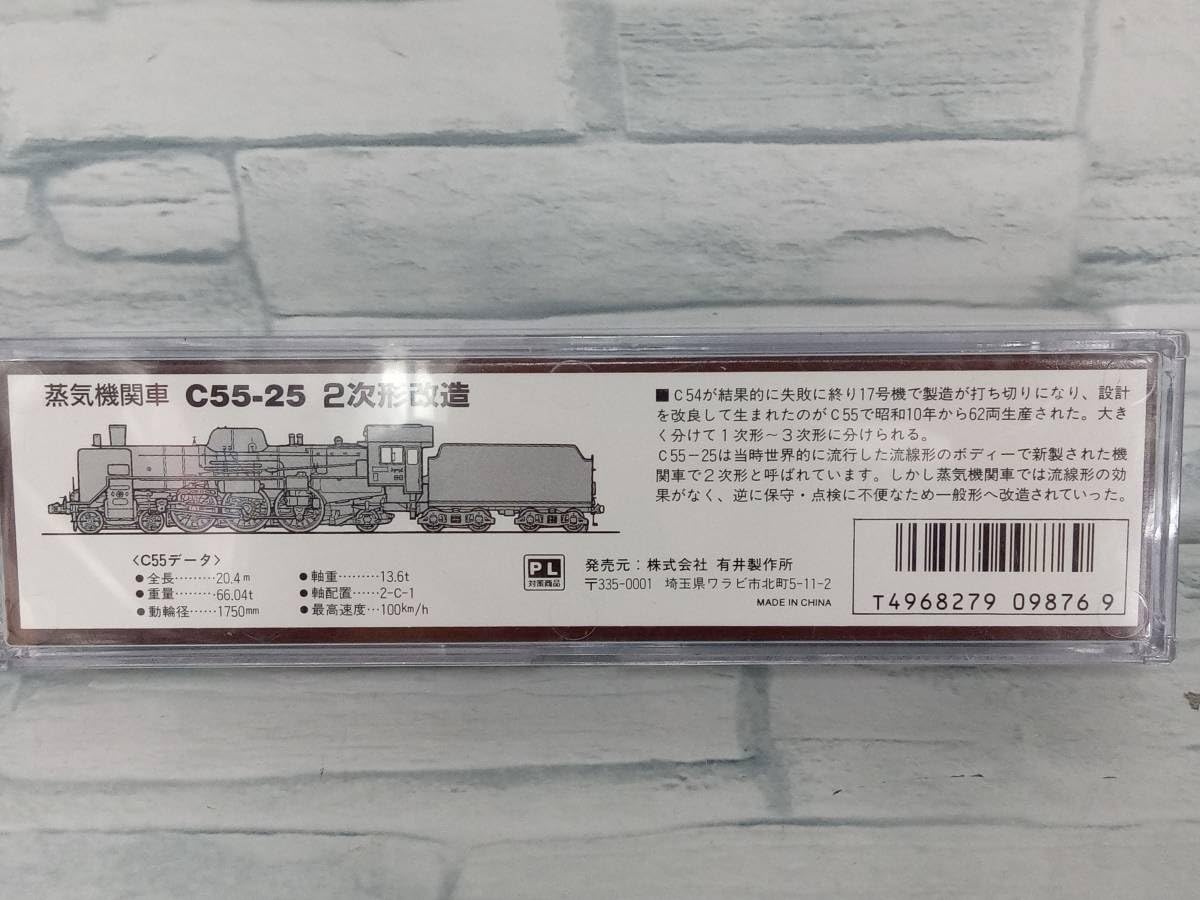 蒸気機関車 C55-25 2次形改造
<C55データ>
●全長………20.4m
●重量………66.04t
●動輪径……1750mm
●軸重………13.6t
●軸配置……2-C-1
●最高速度…100km/h
■C54が結果的に失敗に終り17号機で製造が打ち切りになり、設計
を改良して生まれたのがC55で昭和10年から62両生産された。大き
く分けて1次形～3次形に分けられる。
C55-25は当時世界的に流行した流線形のボディーで新製された機
関車で2次形と呼ばれています。しかし蒸気機関車では流線形の効
果がなく、逆に保守・点検に不便なため一般形へ改造されていった。
PL
対策商品
発売元：株式会社 有井製作所
〒335-0001 埼玉県ワラビ市北町5-11-2
MADE IN CHINA
T4968279 098769